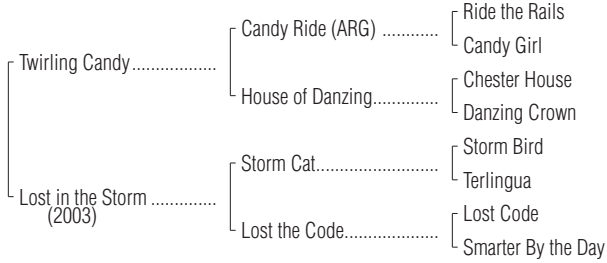 Ride the Rails
Candy Ride (ARG) ............
Candy Girl
Twirling Candy..................
Chester House
House of Danzing..............
Danzing Crown
Storm Bird
Storm Cat..........................
Terlingua
Lost in the Storm ..............
(2003)
Lost Code
Lost the Code....................
Smarter By the Day